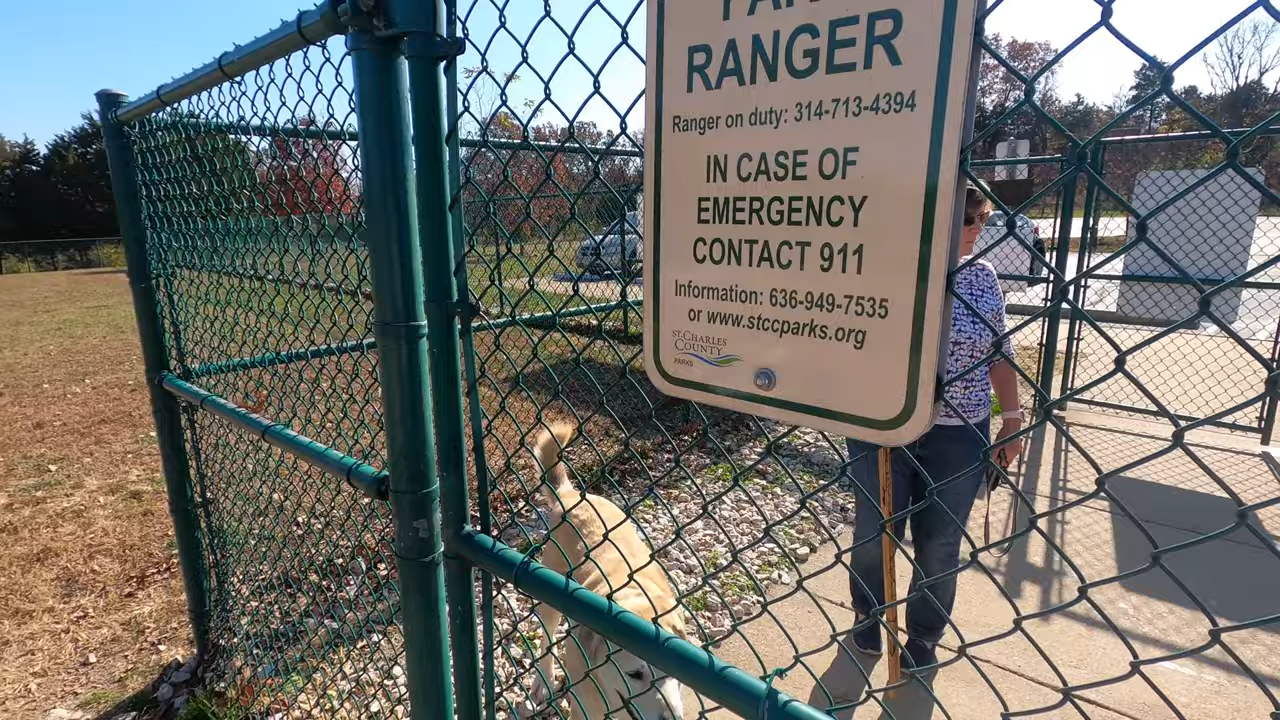 PARK
RANGER
Ranger on duty: 314-713-4394
IN CASE OF
EMERGENCY
CONTACT 911
Information: 636-949-7535
or www.stccparks.org
ST. CHARLES
COUNTY
PARKS